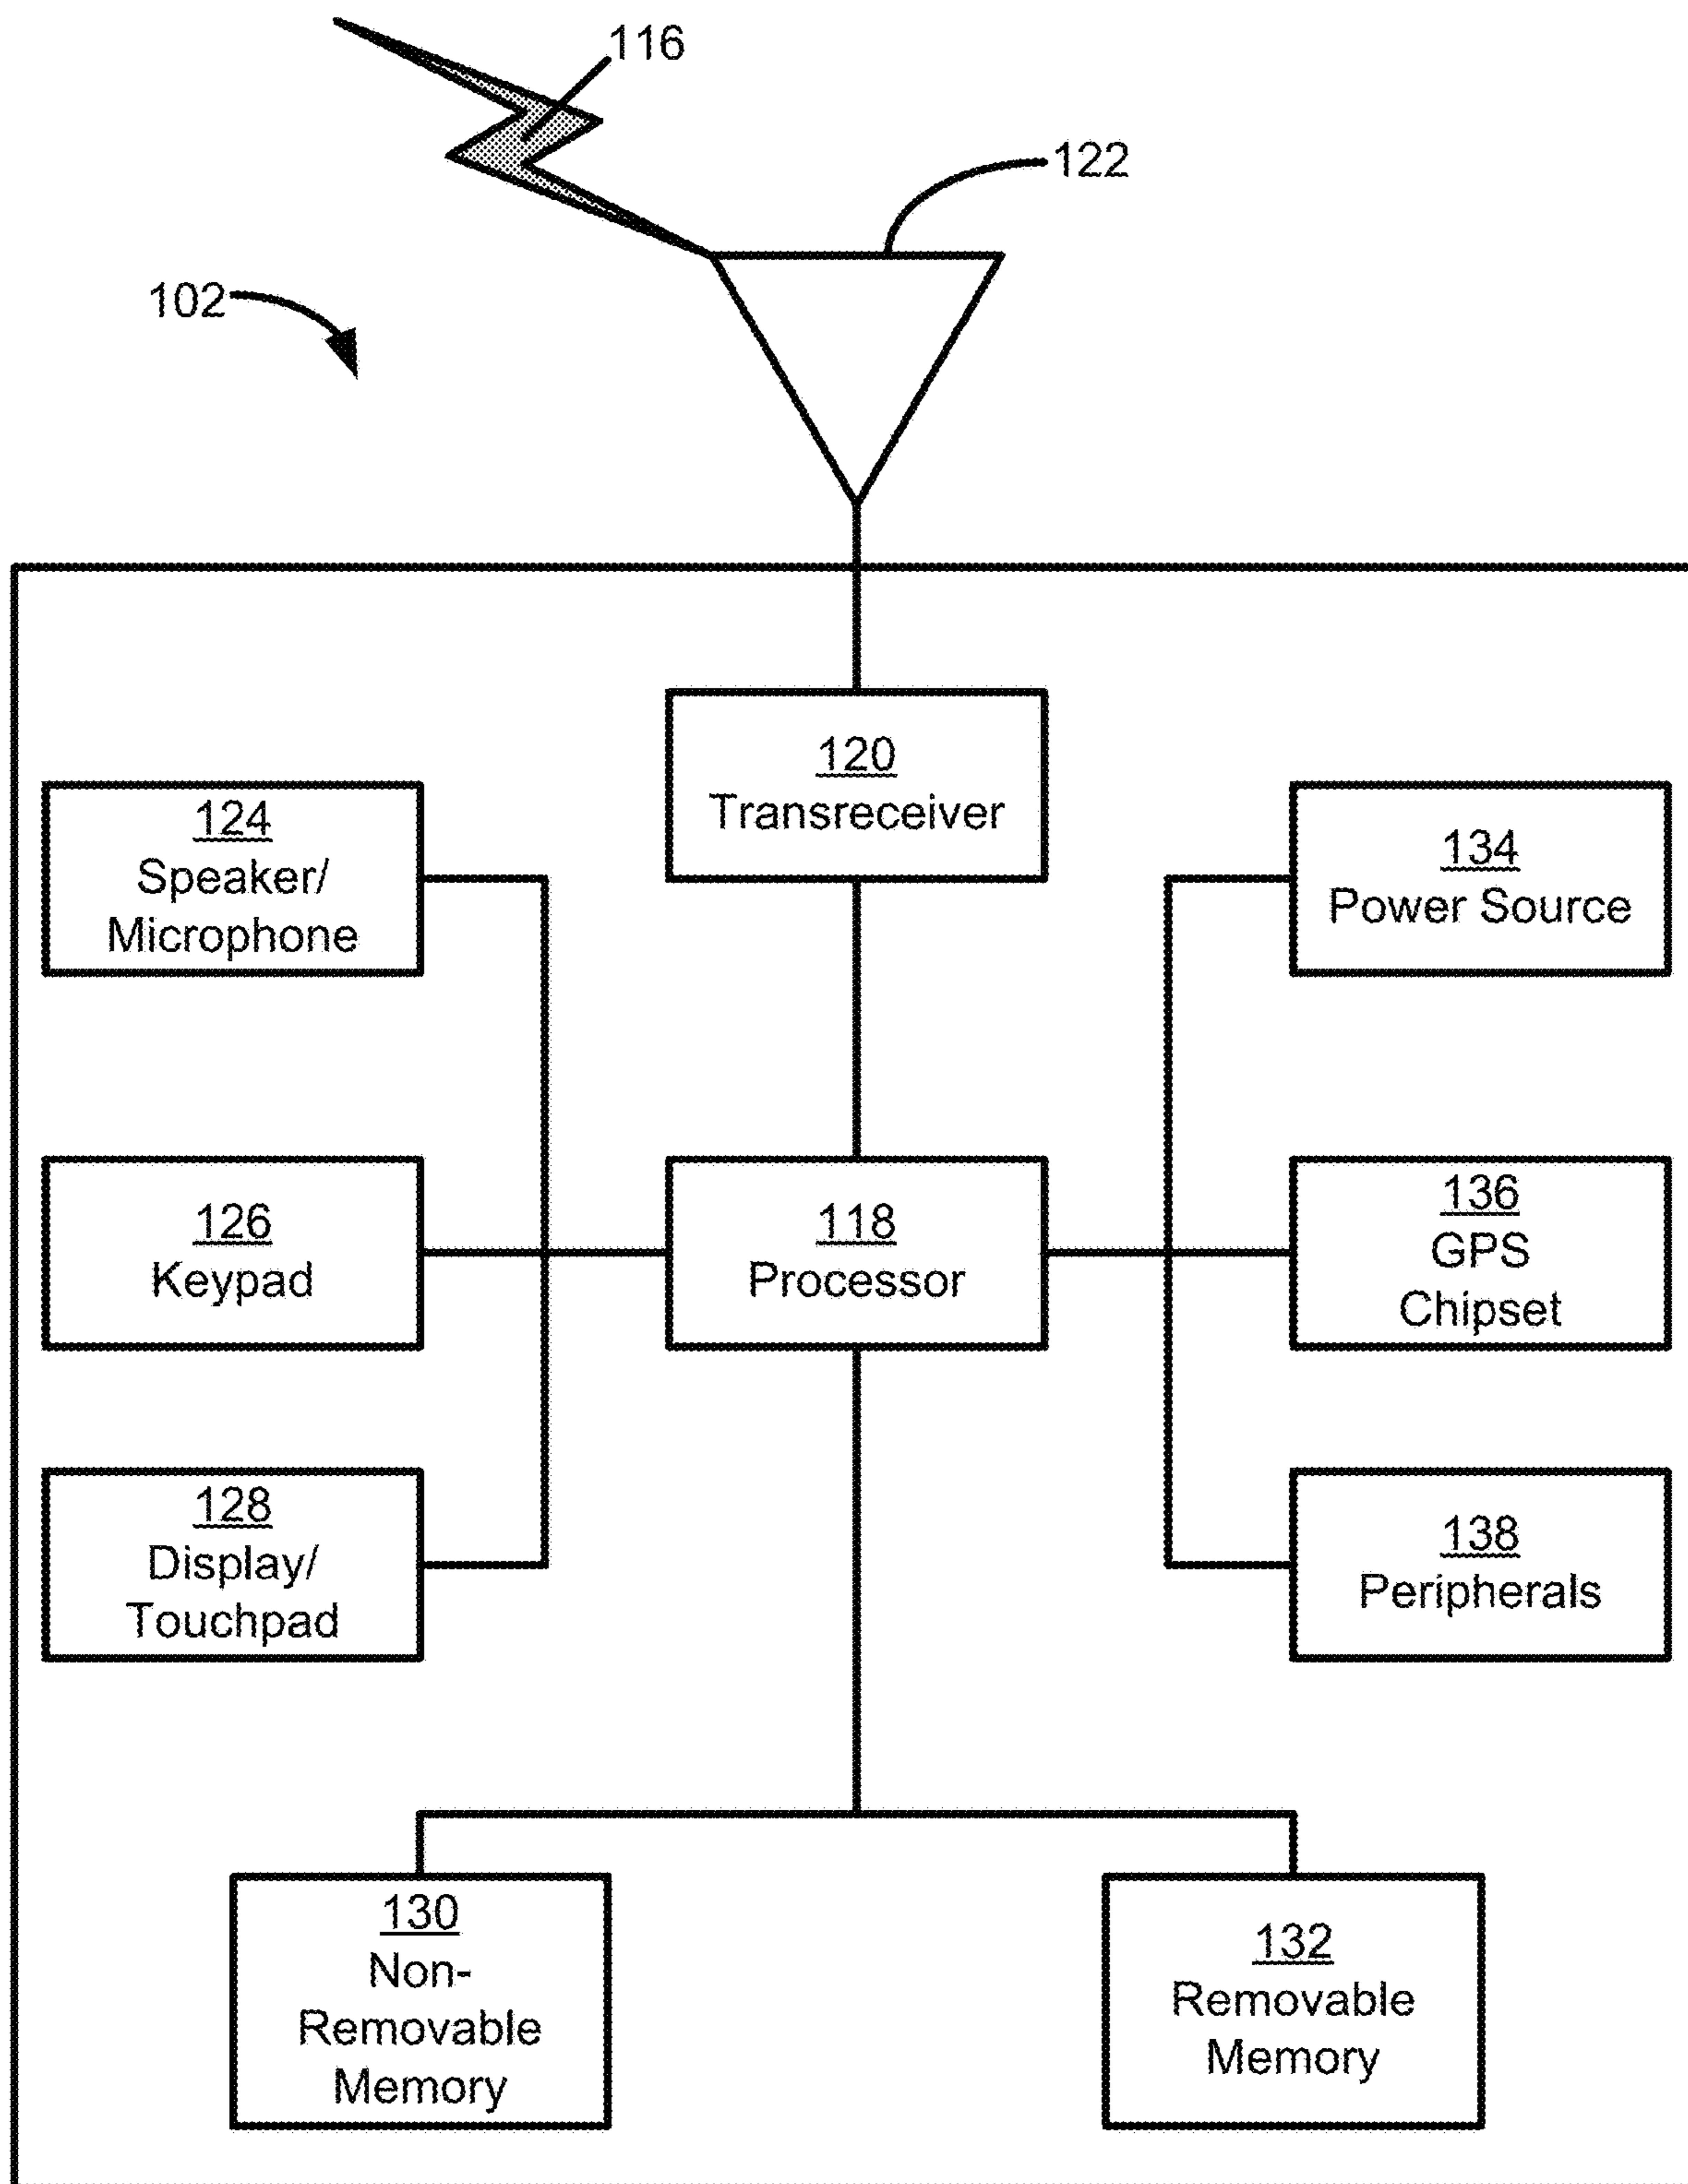 116
122
102
120
Transreceiver
124
Speaker/
Microphone
134
Power Source
126
Keypad
118
Processor
136
GPS
Chipset
128
Display/
Touchpad
138
Peripherals
130
Non-
Removable
Memory
132
Removable
Memory